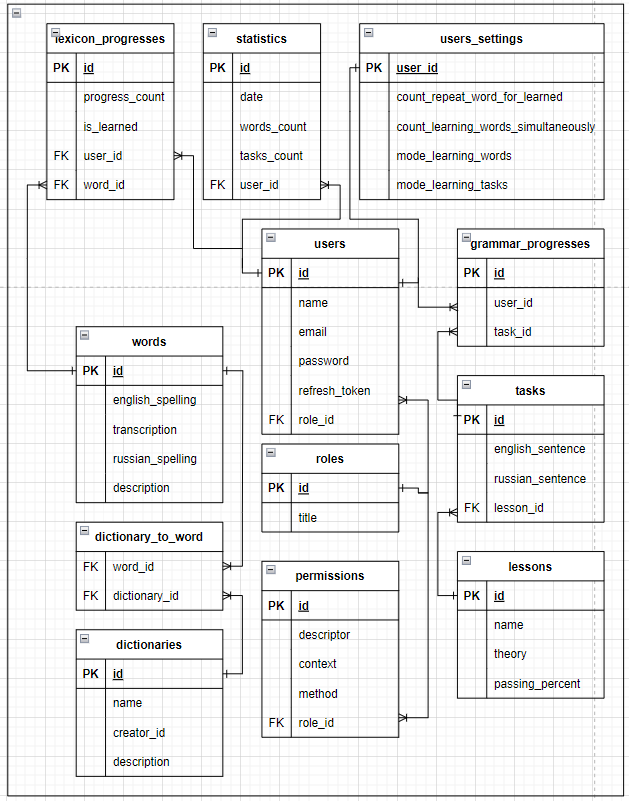 lexicon_progresses
PK id
progress_count
is_learned
FK user_id
FK word_id
statistics
PK id
date
words_count
tasks_count
FK user_id
users_settings
PK user_id
count_repeat_word_for_learned
count_learning_words_simultaneously
mode_learning_words
mode_learning_tasks
users
PK id
name
email
password
refresh_token
FK role_id
grammar_progresses
PK id
user_id
task_id
words
PK id
english_spelling
transcription
russian_spelling
description
tasks
PK id
english_sentence
russian_sentence
FK lesson_id
roles
PK id
title
dictionary_to_word
FK word_id
FK dictionary_id
permissions
PK id
descriptor
context
method
FK role_id
lessons
PK id
name
theory
passing_percent
dictionaries
PK id
name
creator_id
description